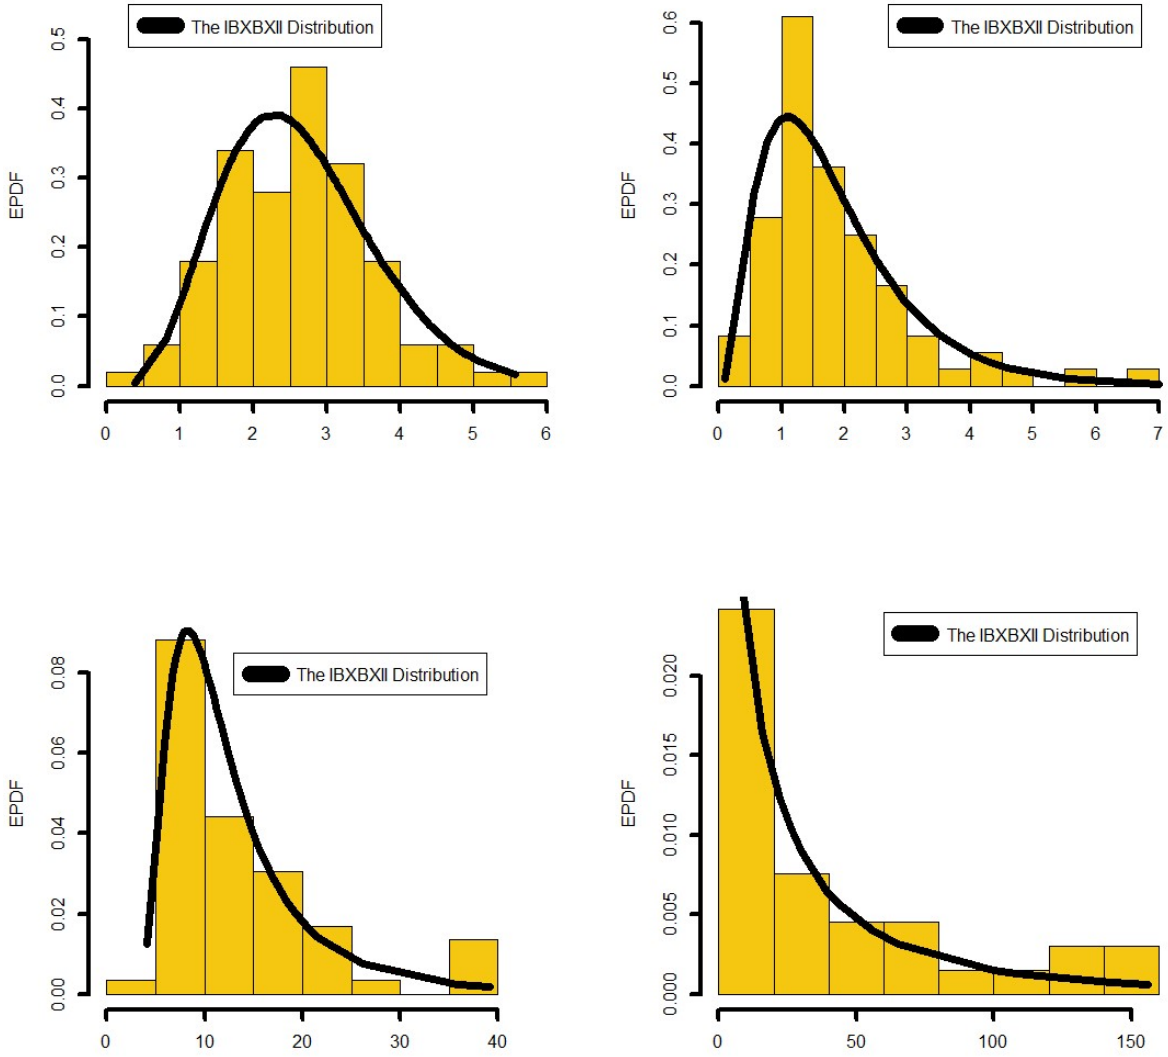 The IBXBXII Distribution
EPDF
0.0 0.1 0.2 0.3 0.4 0.5
0 1 2 3 4 5 6
The IBXBXII Distribution
EPDF
0.0 0.1 0.2 0.3 0.4 0.5 0.6
0 1 2 3 4 5 6 7
The IBXBXII Distribution
EPDF
0.00 0.02 0.04 0.06 0.08
0 10 20 30 40
The IBXBXII Distribution
EPDF
0.000 0.005 0.010 0.015 0.020
0 50 100 150